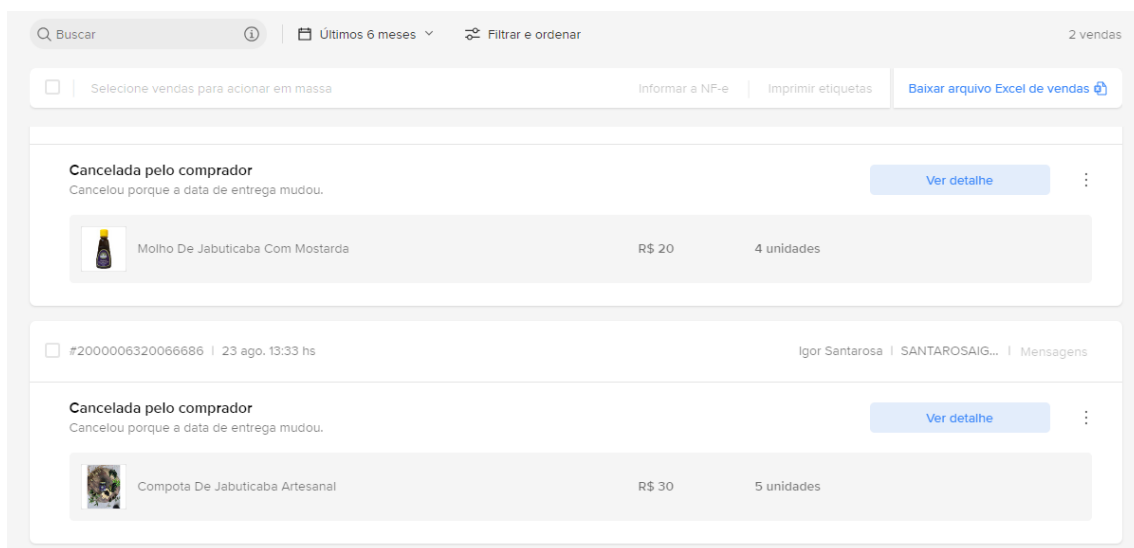 Buscar
Últimos 6 meses
Filtrar e ordenar
2 vendas
Selecione vendas para acionar em massa
Informar a NF-e
Imprimir etiquetas
Baixar arquivo Excel de vendas
Cancelada pelo comprador
Ver detalhe
Cancelou porque a data de entrega mudou.
Molho De Jabuticaba Com Mostarda
R$ 20
4 unidades
#2000006320066686 | 23 ago. 13:33 hs
Igor Santarosa | SANTAROSAIG... | Mensagens
Cancelada pelo comprador
Ver detalhe
Cancelou porque a data de entrega mudou.
Compota De Jabuticaba Artesanal
R$ 30
5 unidades